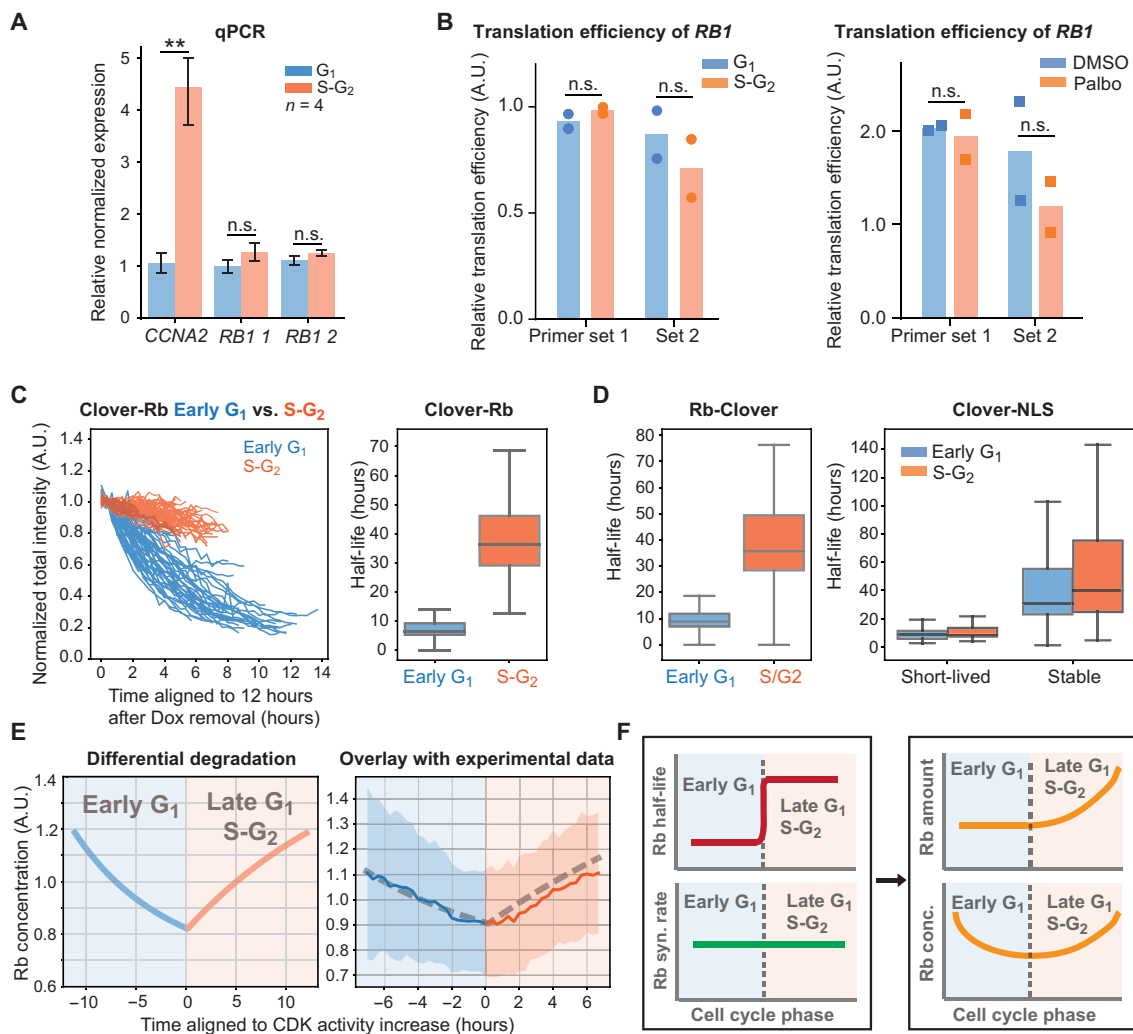 A
qPCR
Relative normalized expression
5
4
3
2
1
0
**
n.s.
n.s.
G1
S-G2
n = 4
CCNA2 RB1 1 RB1 2
B
Translation efficiency of RB1
Relative translation efficiency (A.U.)
1.0
0.5
0.0
n.s.
n.s.
G1
S-G2
Primer set 1 Set 2
Translation efficiency of RB1
Relative translation efficiency (A.U.)
2.0
1.0
0.0
n.s.
n.s.
DMSO
Palbo
Primer set 1 Set 2
C
Clover-Rb Early G1 vs. S-G2
Normalized total intensity (A.U.)
1.4
1.2
1.0
0.8
0.6
0.4
0.2
0.0
Early G1
S-G2
0 2 4 6 8 10 12 14
Time aligned to 12 hours
after Dox removal (hours)
Clover-Rb
Half-life (hours)
70
60
50
40
30
20
10
0
Early G1 S-G2
D
Rb-Clover
Half-life (hours)
80
70
60
50
40
30
20
10
0
Early G1 S/G2
Clover-NLS
Half-life (hours)
150
125
100
80
60
40
20
0
Early G1
S-G2
Short-lived Stable
E
Differential degradation
Rb concentration (A.U.)
1.4
1.2
1.0
0.8
0.6
Early G1
Late G1
S-G2
−10 −5 0 5 10
Overlay with experimental data
1.4
1.3
1.2
1.1
1.0
0.9
0.8
0.7
−6 −4 −2 0 2 4 6
Time aligned to CDK activity increase (hours)
F
Rb half-life
Early G1
Late G1
S-G2
Rb syn. rate
Early G1
Late G1
S-G2
Cell cycle phase
Rb amount
Early G1
Late G1
S-G2
Rb conc.
Early G1
Late G1
S-G2
Cell cycle phase